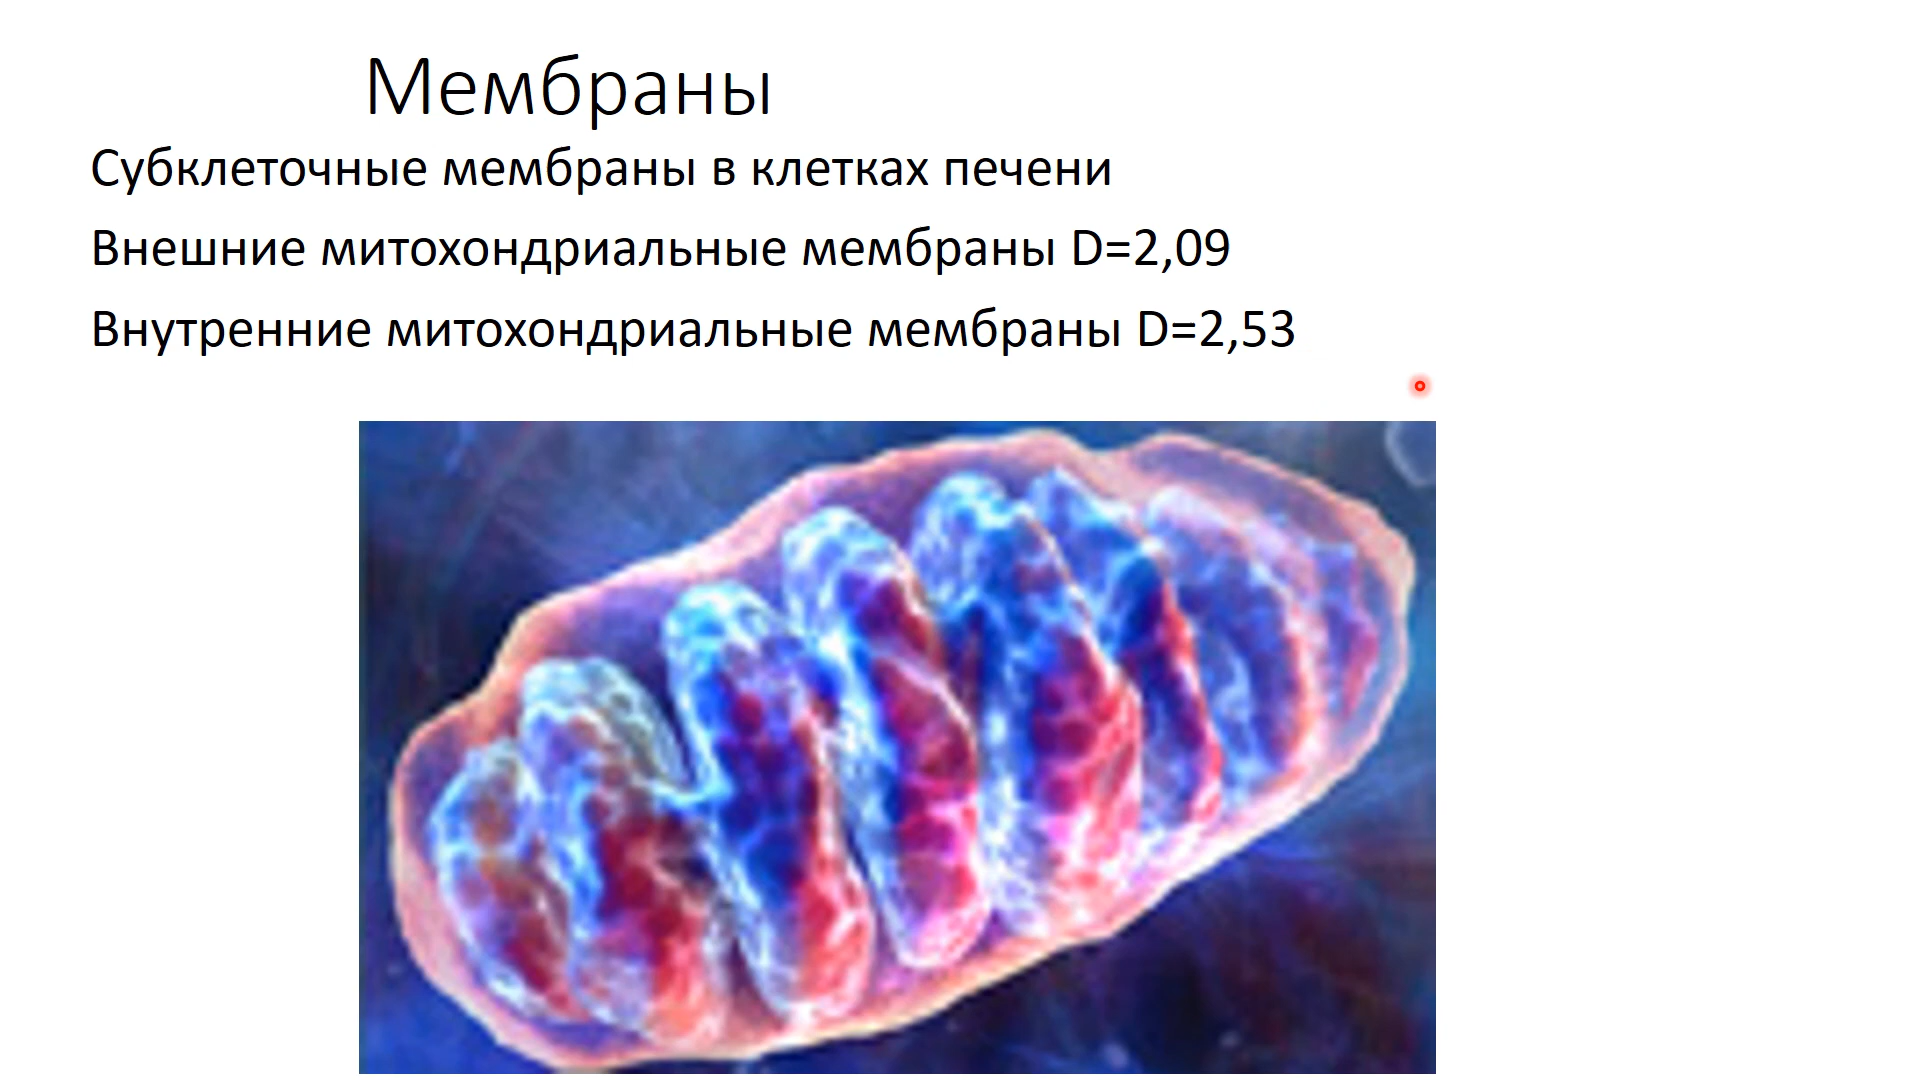 Мембраны
Субклеточные мембраны в клетках печени
Внешние митохондриальные мембраны D=2,09
Внутренние митохондриальные мембраны D=2,53